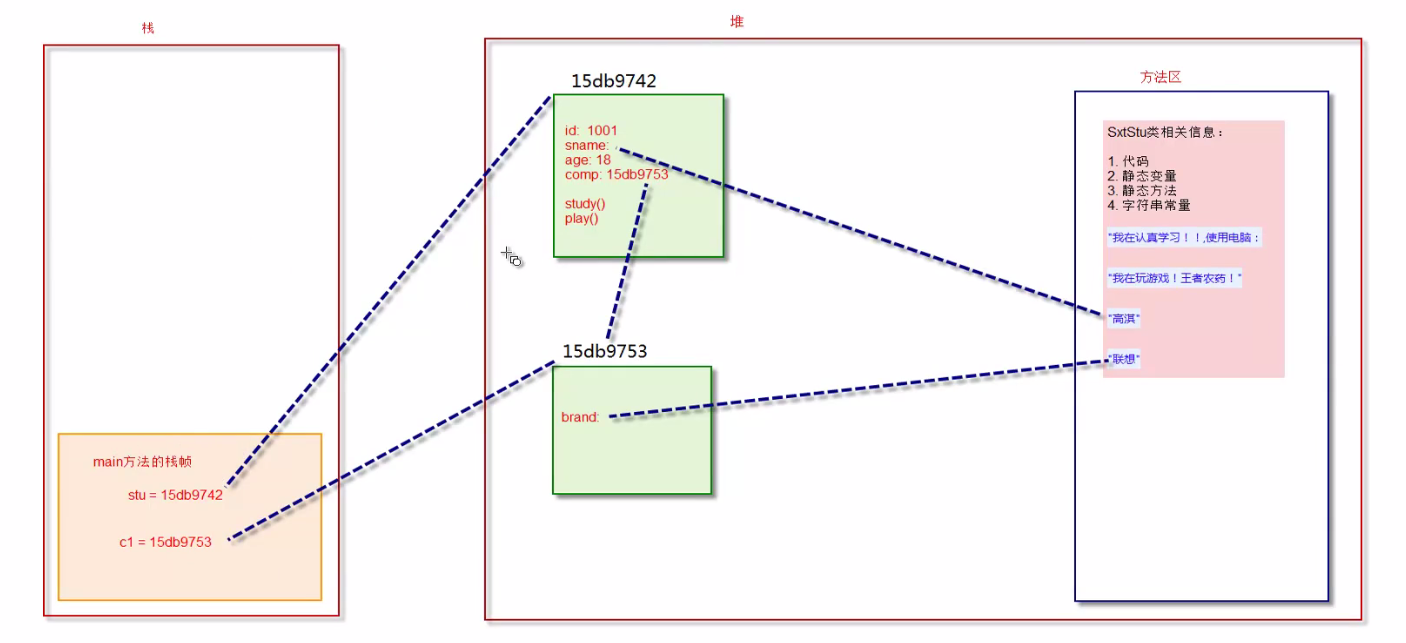 栈
main方法的栈帧
stu = 15db9742
c1 = 15db9753
堆
15db9742
id: 1001
sname:
age: 18
comp: 15db9753
study()
play()
15db9753
brand:
方法区
SxtStu类相关信息：
1. 代码
2. 静态变量
3. 静态方法
4. 字符串常量
"我在认真学习！！,使用电脑：
"我在玩游戏！王者农药！"
"高淇"
"联想"